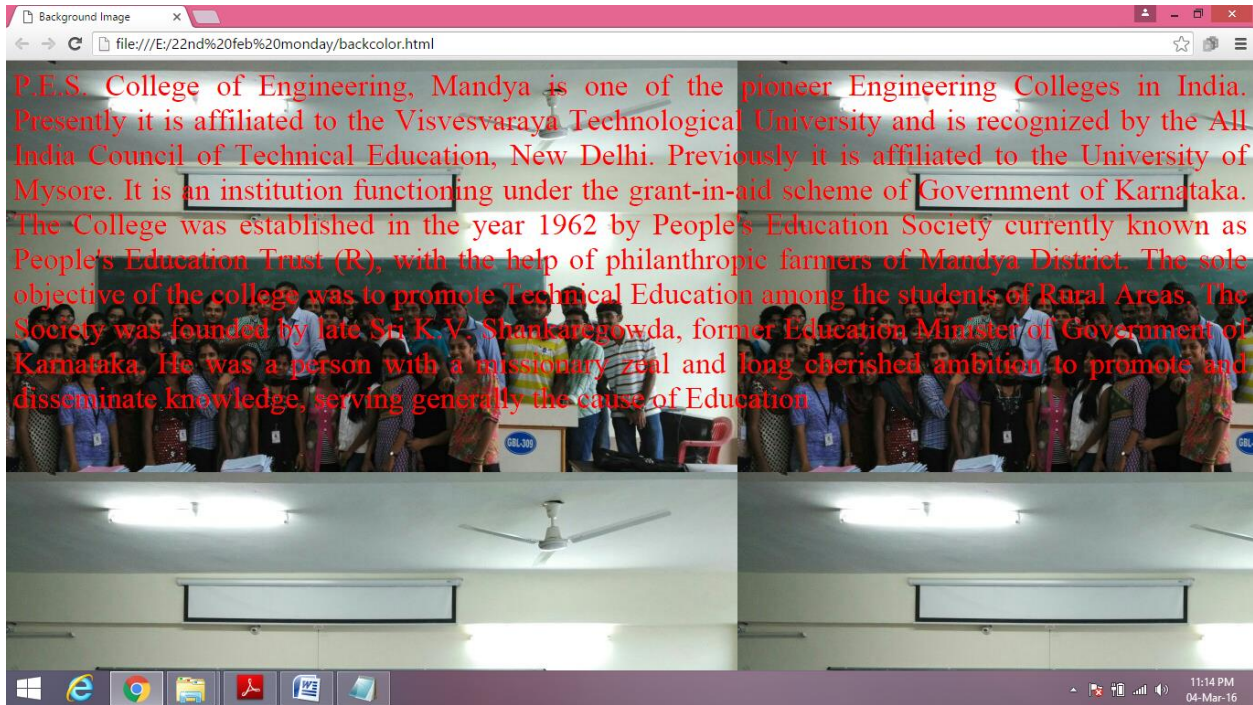 Background Image
file:///E:/22nd%20feb%20monday/backcolor.html
P.E.S. College of Engineering, Mandya is one of the pioneer Engineering Colleges in India.
Presently it is affiliated to the Visvesvaraya Technological University and is recognized by the All
India Council of Technical Education, New Delhi. Previously it is affiliated to the University of
Mysore. It is an institution functioning under the grant-in-aid scheme of Government of Karnataka.
The College was established in the year 1962 by People's Education Society currently known as
People's Education Trust (R), with the help of philanthropic farmers of Mandya District. The sole
objective of the college was to promote Technical Education among the students of Rural Areas. The
Society was founded by late Sri K.V. Shankaregowda, former Education Minister of Government of
Karnataka. He was a person with a missionary zeal and long cherished ambition to promote and
disseminate knowledge, serving generally the cause of Education
GBL-309 GBL-
11:14 PM
04-Mar-16